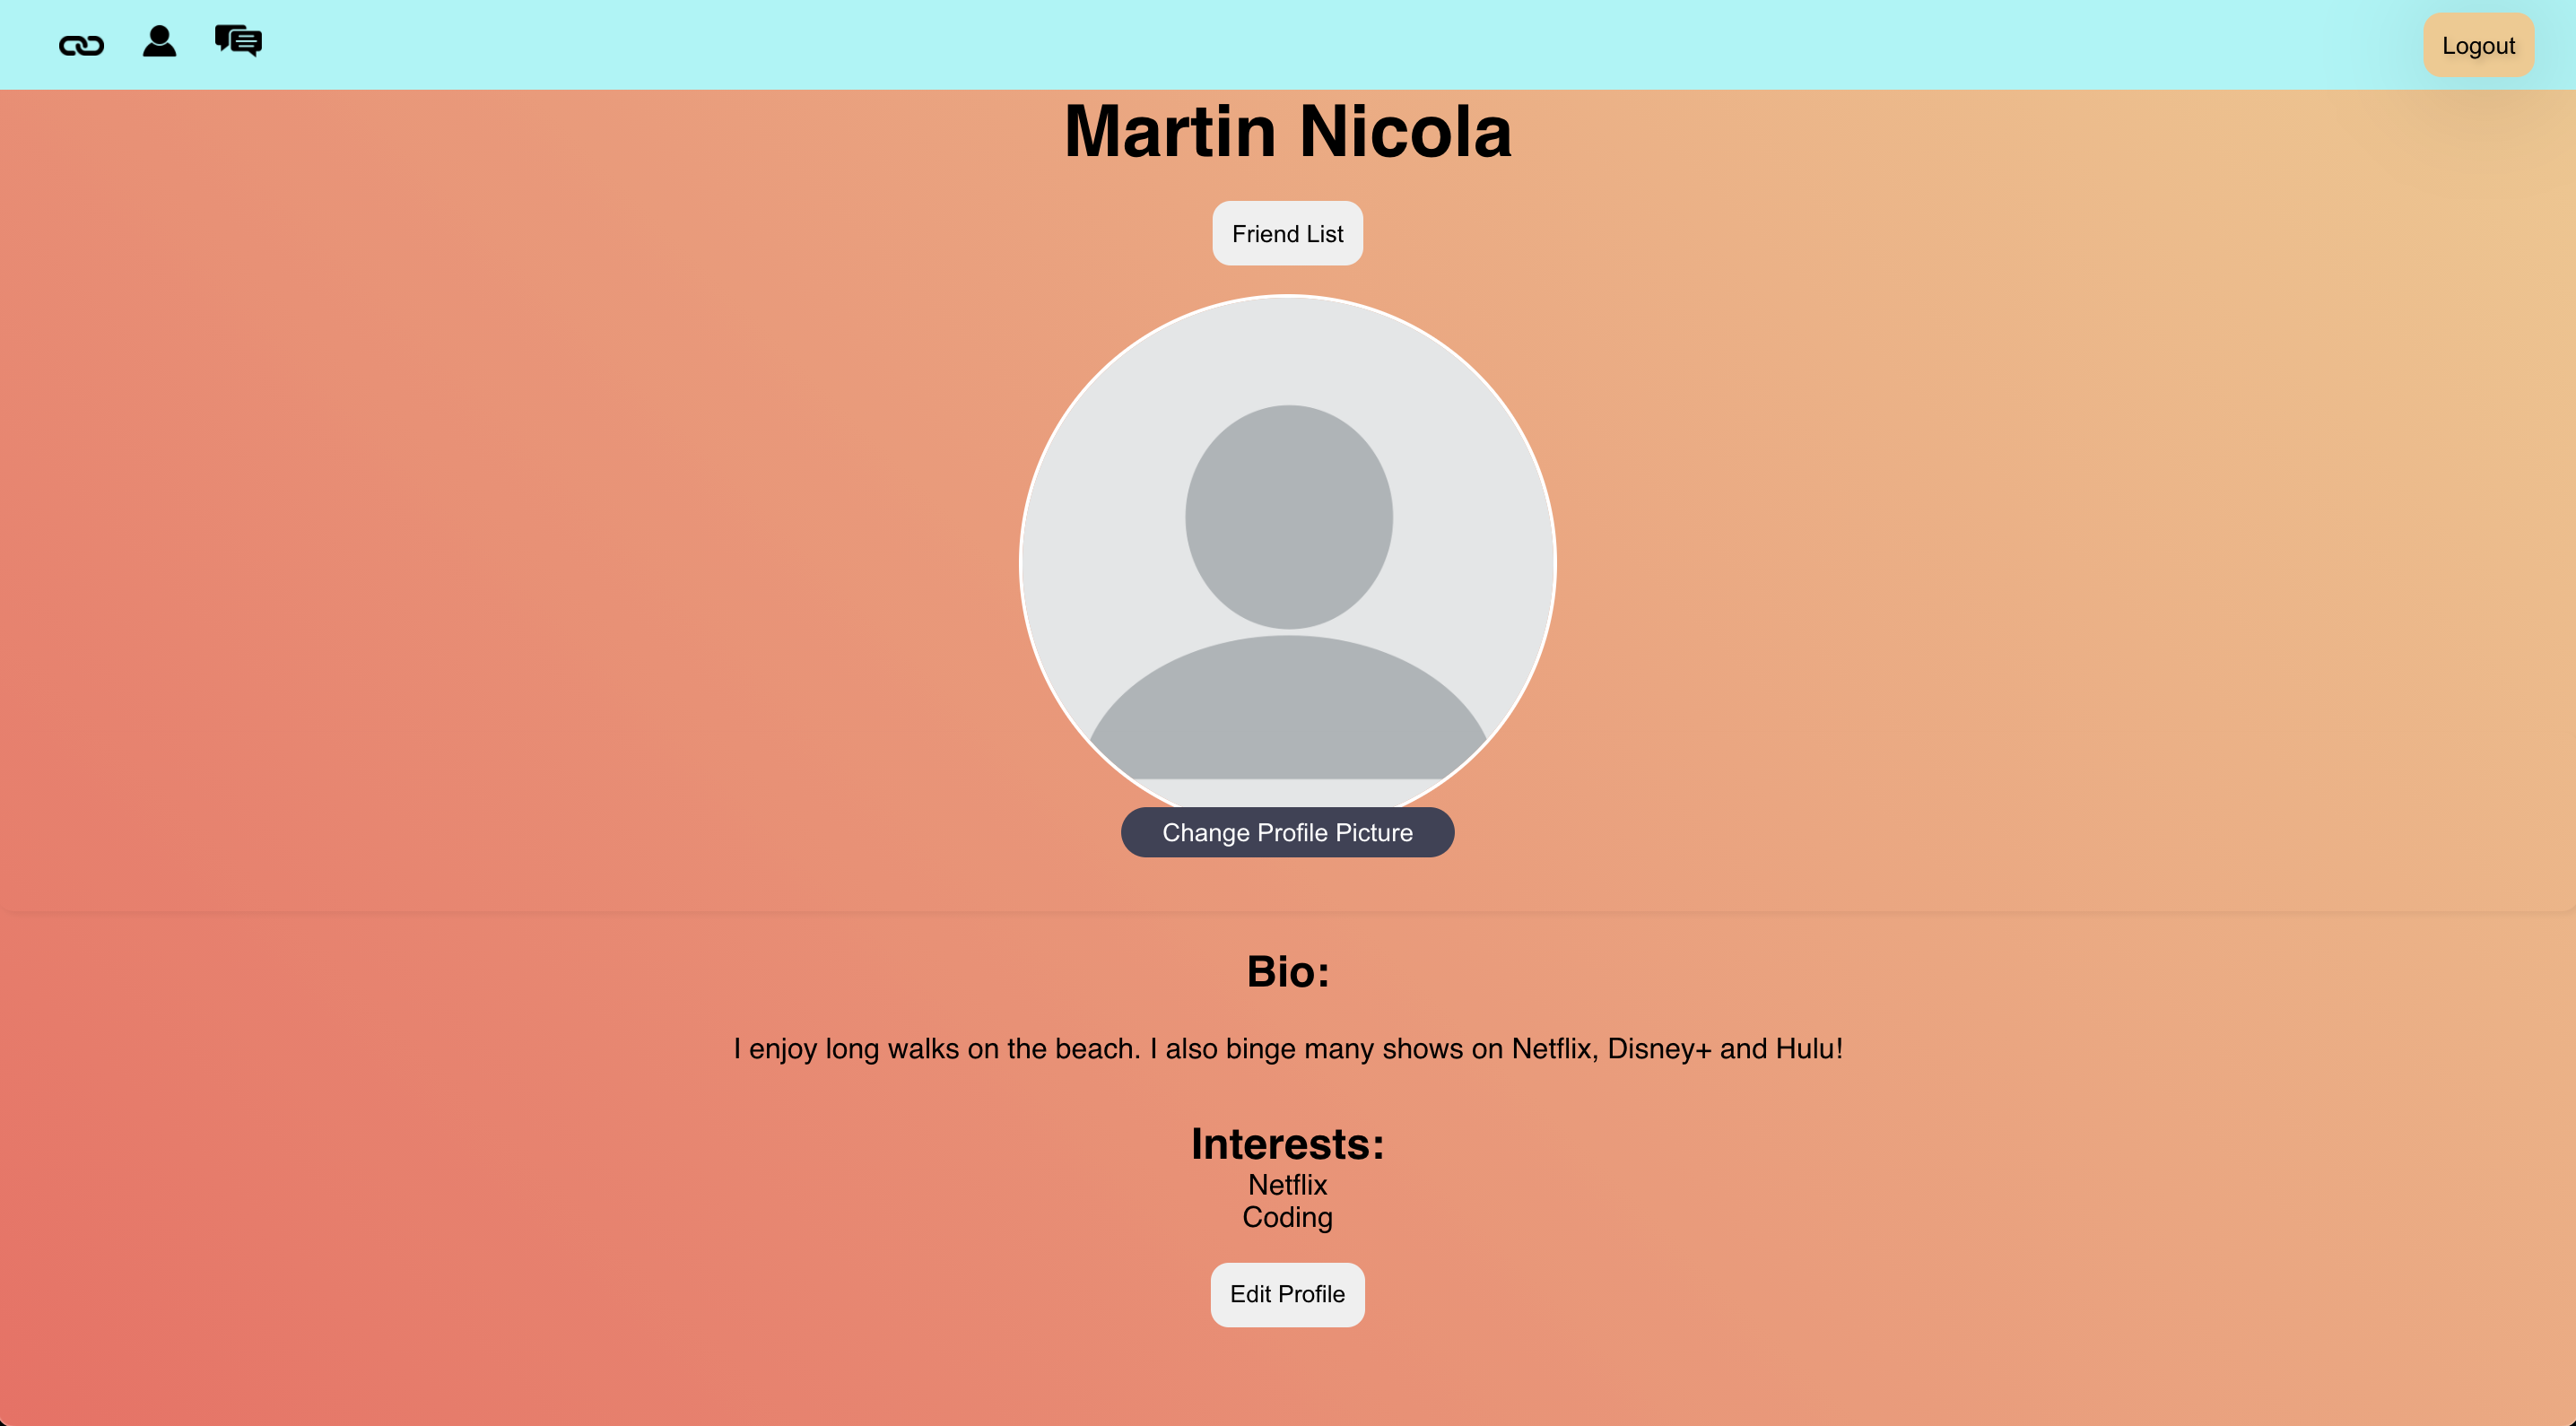 Logout
Martin Nicola
Friend List
Change Profile Picture
Bio:
I enjoy long walks on the beach. I also binge many shows on Netflix, Disney+ and Hulu!
Interests:
Netflix
Coding
Edit Profile